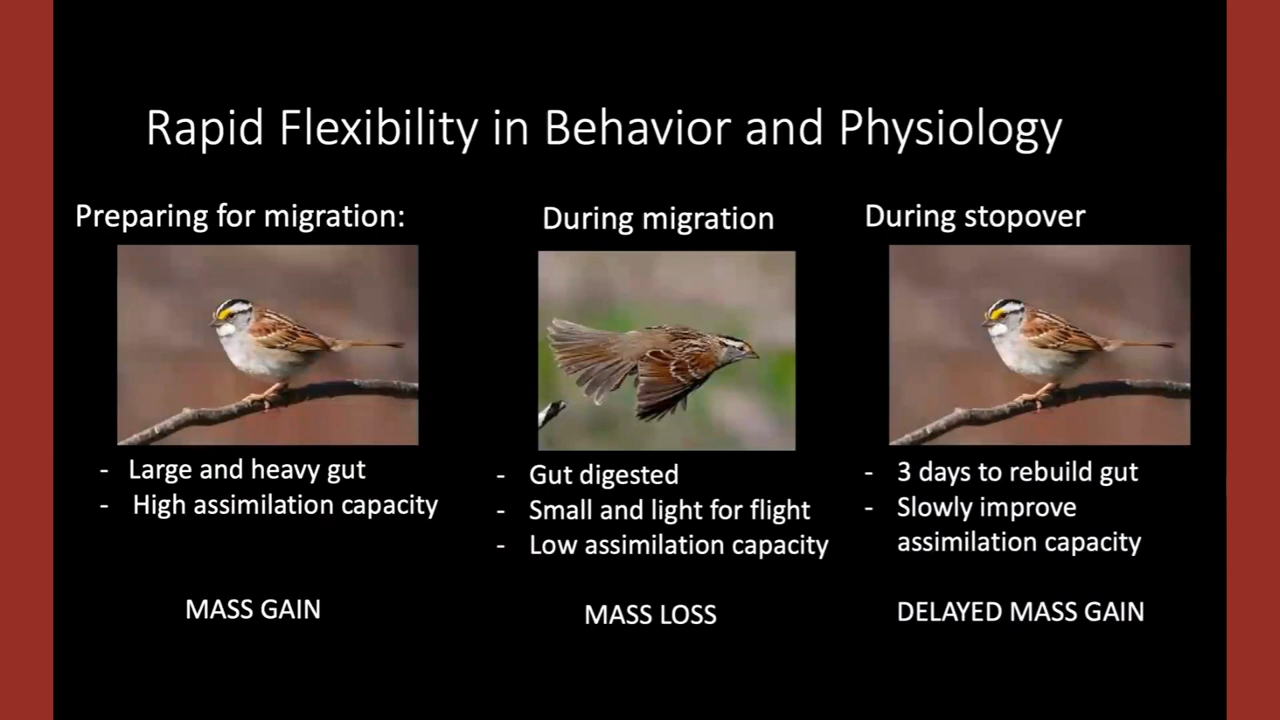 Rapid Flexibility in Behavior and Physiology
Preparing for migration:
- Large and heavy gut
- High assimilation capacity
MASS GAIN
During migration
- Gut digested
- Small and light for flight
- Low assimilation capacity
MASS LOSS
During stopover
- 3 days to rebuild gut
- Slowly improve
assimilation capacity
DELAYED MASS GAIN